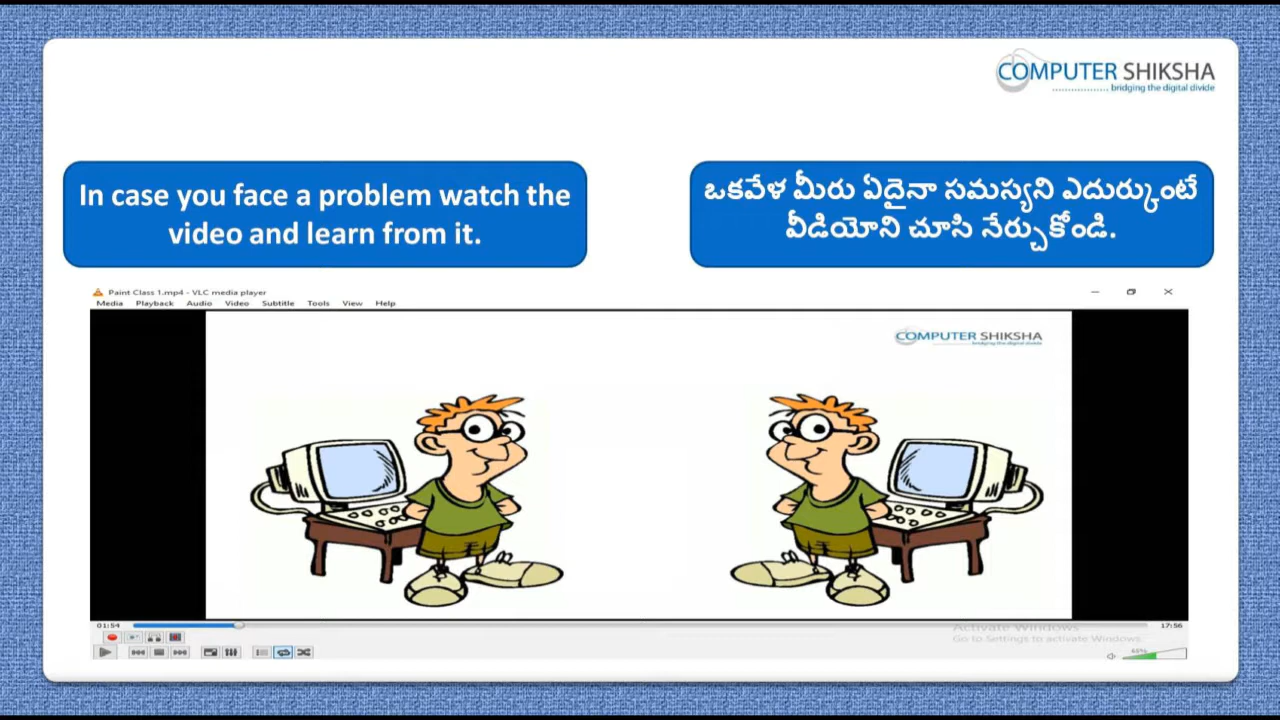 COMPUTER SHIKSHA
bridging the digital divide
In case you face a problem watch the
video and learn from it.
ఒకవేళ మీరు ఏదైనా సమస్యని ఎదుర్కుంటే
వీడియోని చూసి నేర్చుకోండి.
Paint Class 1.mp4 - VLC media player
Media Playback Audio Video Subtitle Tools View Help
COMPUTER SHIKSHA
bridging the digital divide
01:54
17:56
Activate Windows
Go to Settings to activate Windows.
65%